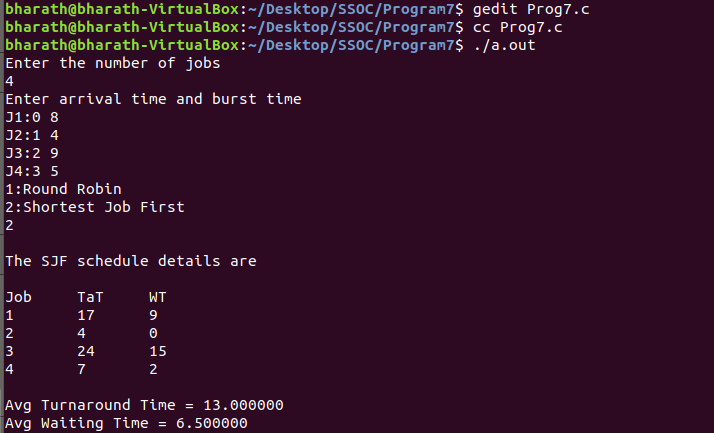 bharath@bharath-VirtualBox:~/Desktop/SSOC/Program7$ gedit Prog7.c
bharath@bharath-VirtualBox:~/Desktop/SSOC/Program7$ cc Prog7.c
bharath@bharath-VirtualBox:~/Desktop/SSOC/Program7$ ./a.out
Enter the number of jobs
4
Enter arrival time and burst time
J1:0 8
J2:1 4
J3:2 9
J4:3 5
1:Round Robin
2:Shortest Job First
2
The SJF schedule details are
Job TaT WT
1 17 9
2 4 0
3 24 15
4 7 2
Avg Turnaround Time = 13.000000
Avg Waiting Time = 6.500000